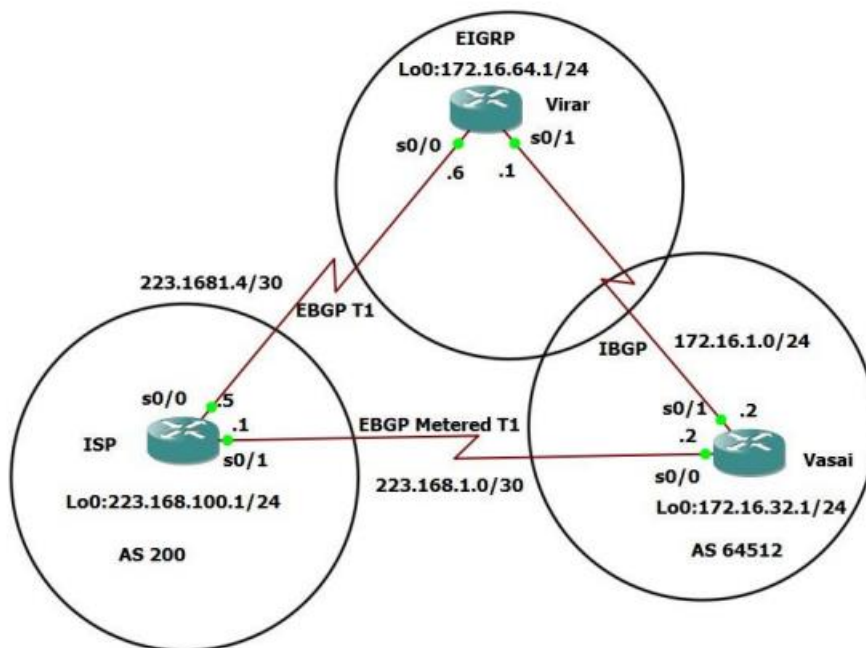 EIGRP
Lo0:172.16.64.1/24
Virar
s0/0
s0/1
.6
.1
223.1681.4/30
EBGP T1
IBGP
172.16.1.0/24
s0/0
.5
.1
ISP
s0/1
EBGP Metered T1
223.168.1.0/30
s0/1
.2
.2
s0/0
Vasai
Lo0:223.168.100.1/24
Lo0:172.16.32.1/24
AS 200
AS 64512